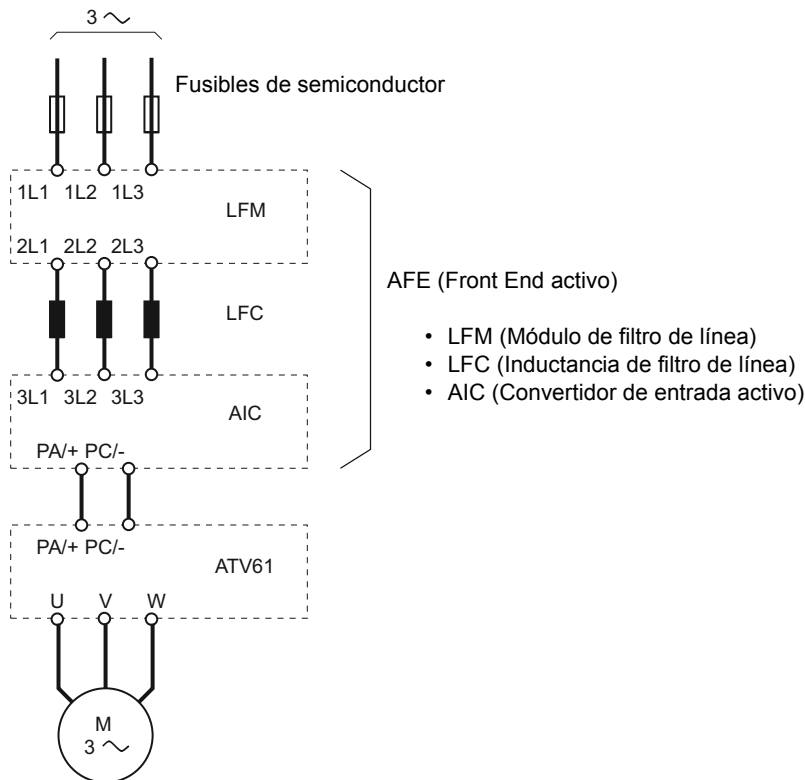 3
Fusibles de semiconductor
1L1 1L2 1L3
LFM
2L1 2L2 2L3
AFE (Front End activo)
LFC
• LFM (Módulo de filtro de línea)
• LFC (Inductancia de filtro de línea)
• AIC (Convertidor de entrada activo)
3L1 3L2 3L3
AIC
PA/+ PC/-
PA/+ PC/-
ATV61
U V W
M
3